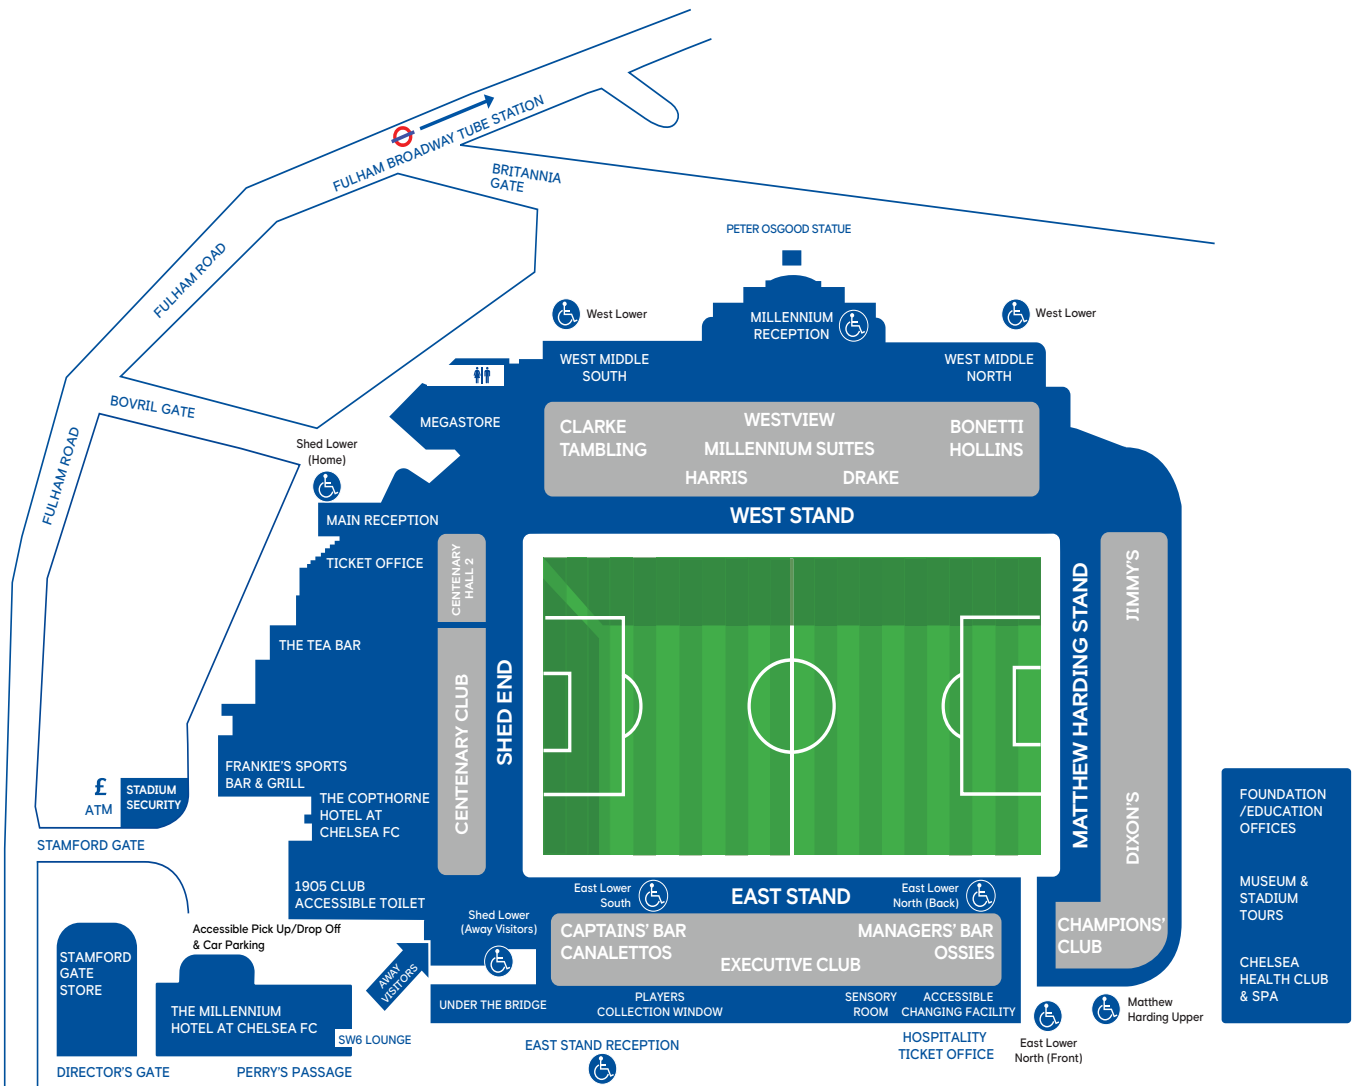 FULHAM BROADWAY TUBE STATION
BRITANNIA
GATE
FULHAM ROAD
PETER OSGOOD STATUE
West Lower
MILLENNIUM
RECEPTION
West Lower
WEST MIDDLE
SOUTH
WEST MIDDLE
NORTH
BOVRIL GATE
MEGASTORE
CLARKE
TAMBLING
WESTVIEW
MILLENNIUM SUITES
HARRIS
DRAKE
BONETTI
HOLLINS
FULHAM ROAD
Shed Lower
(Home)
MAIN RECEPTION
WEST STAND
TICKET OFFICE
CENTENARY
HALL 2
THE TEA BAR
CENTENARY CLUB
SHED END
MATTHEW HARDING STAND
JIMMY'S
DIXON'S
FRANKIE'S SPORTS
BAR & GRILL
THE COPTHORNE
HOTEL AT
CHELSEA FC
£
ATM
STADIUM
SECURITY
STAMFORD GATE
1905 CLUB
ACCESSIBLE TOILET
East Lower
South
EAST STAND
East Lower
North (Back)
Shed Lower
(Away Visitors)
CAPTAINS' BAR
CANALETTOS
EXECUTIVE CLUB
MANAGERS' BAR
OSSIES
CHAMPIONS'
CLUB
FOUNDATION
/EDUCATION
OFFICES
MUSEUM &
STADIUM
TOURS
CHELSEA
HEALTH CLUB
& SPA
Accessible Pick Up/Drop Off
& Car Parking
STAMFORD
GATE
STORE
AWAY
VISITORS
THE MILLENNIUM
HOTEL AT CHELSEA FC
SW6 LOUNGE
UNDER THE BRIDGE
PLAYERS
COLLECTION WINDOW
SENSORY
ROOM
ACCESSIBLE
CHANGING FACILITY
HOSPITALITY
TICKET OFFICE
East Lower
North (Front)
Matthew
Harding Upper
EAST STAND RECEPTION
DIRECTOR'S GATE
PERRY'S PASSAGE